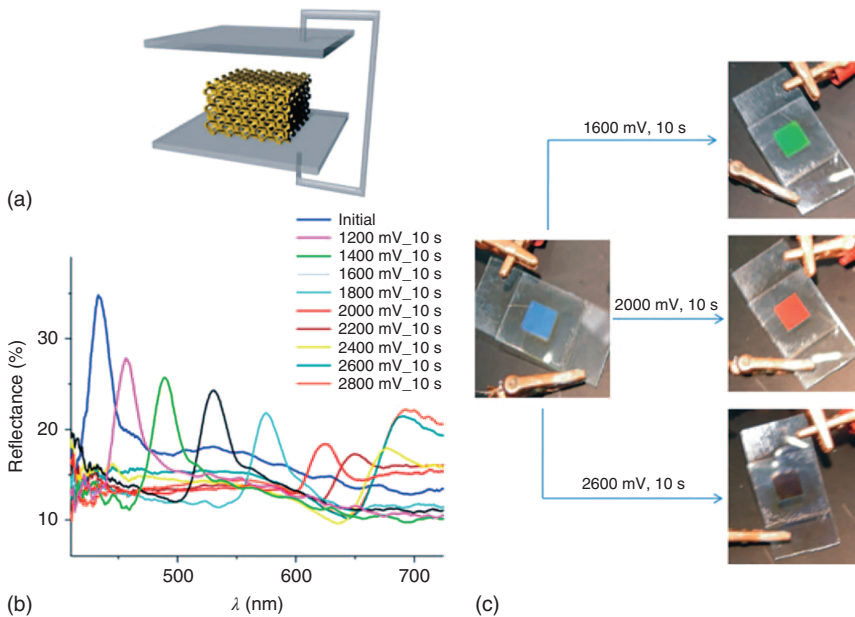 (a)
Initial
1200 mV_10 s
1400 mV_10 s
1600 mV_10 s
1800 mV_10 s
2000 mV_10 s
2200 mV_10 s
2400 mV_10 s
2600 mV_10 s
2800 mV_10 s
Reflectance (%)
30
20
10
500
600
700
λ (nm)
(b)
1600 mV, 10 s
2000 mV, 10 s
2600 mV, 10 s
(c)